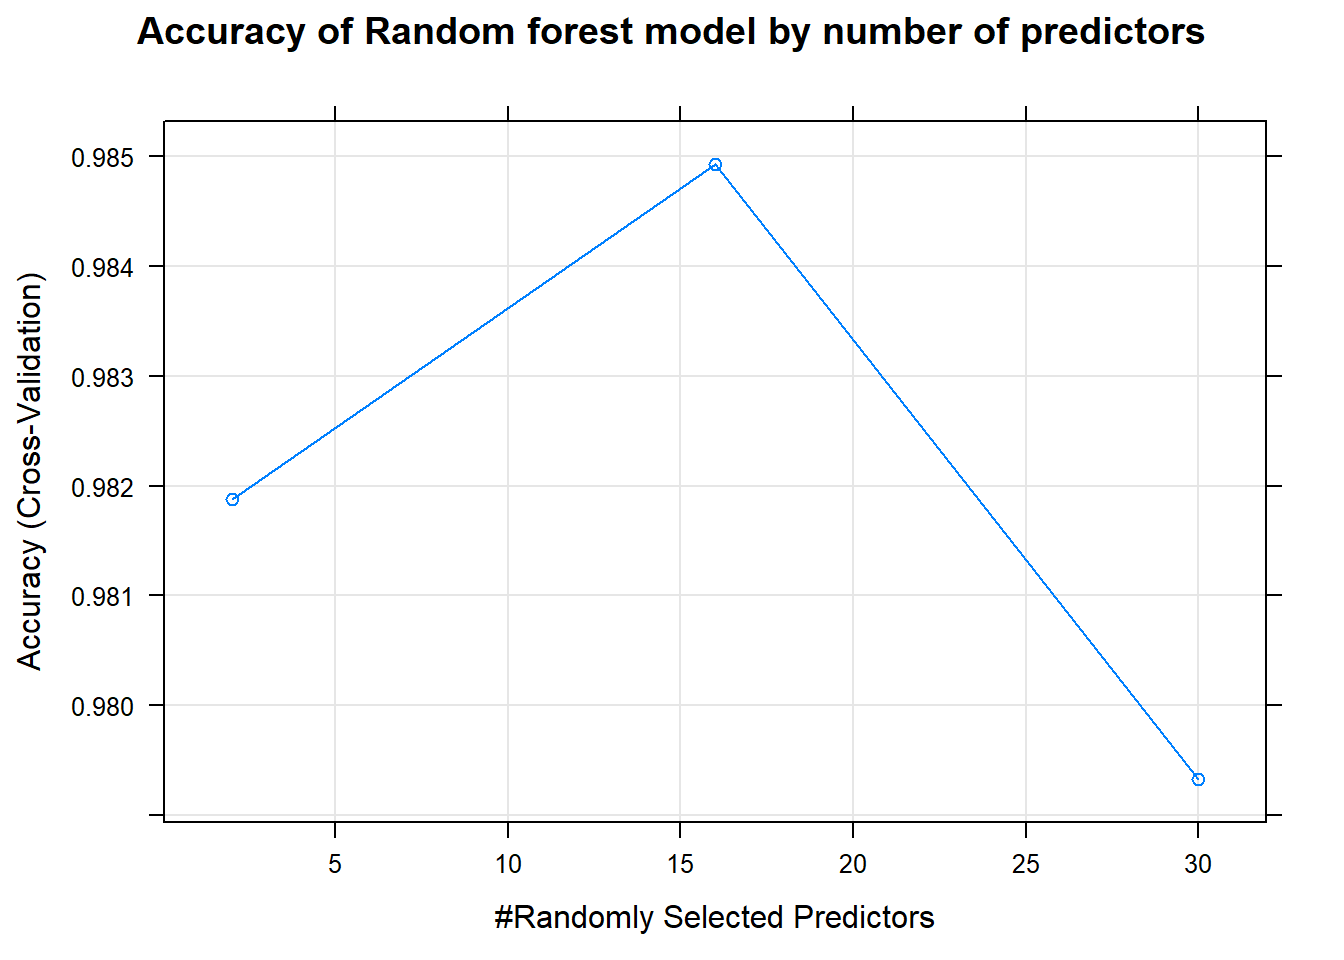 Accuracy of Random forest model by number of predictors
0.985
0.984
0.983
0.982
0.981
0.980
Accuracy (Cross-Validation)
5 10 15 20 25 30
#Randomly Selected Predictors